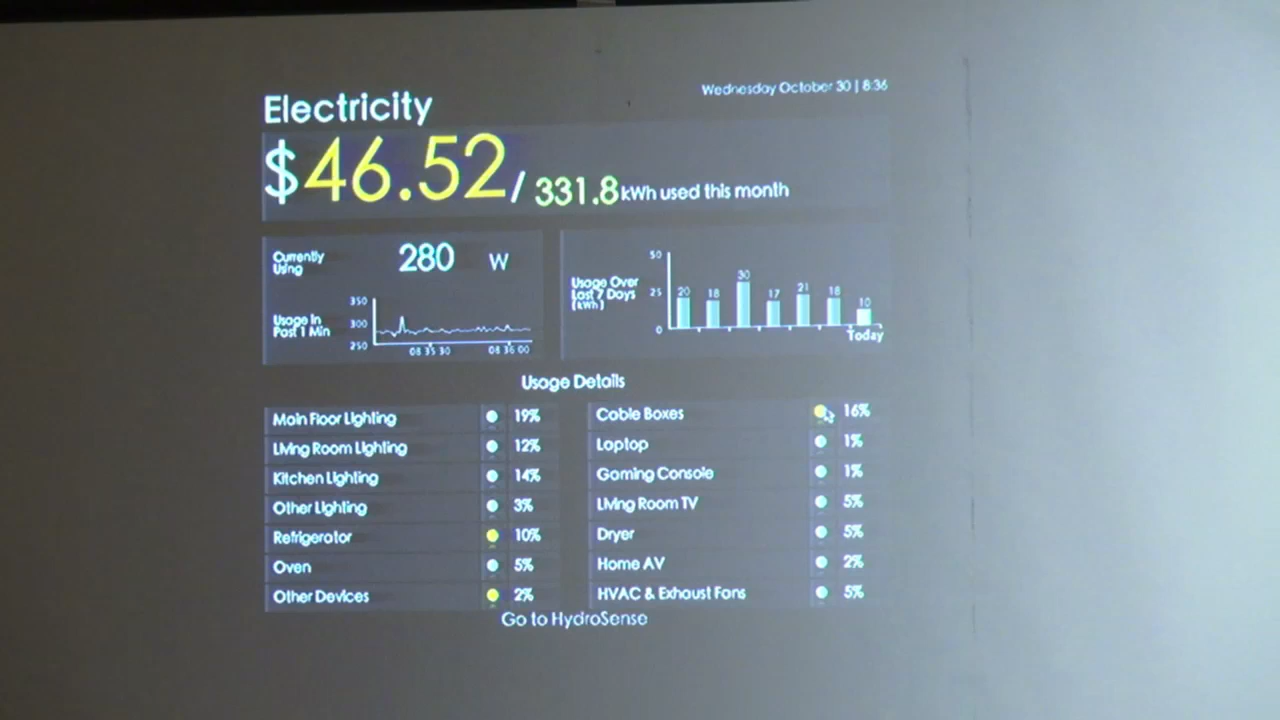 Wednesday October 30 | 8:36
Electricity
$46.52 / 331.8 kWh used this month
Currently
Using
280 W
Usage In
Past 1 Min
350
300
250
08 35 30
08 36 00
Usage Over
Last 7 Days
(kWh)
50
25
0
20
18
30
17
21
18
10
Today
Usage Details
Main Floor Lighting 19%
Living Room Lighting 12%
Kitchen Lighting 14%
Other Lighting 3%
Refrigerator 10%
Oven 5%
Other Devices 2%
Cable Boxes 16%
Laptop 1%
Gaming Console 1%
Living Room TV 5%
Dryer 5%
Home AV 2%
HVAC & Exhaust Fans 5%
Go to HydroSense